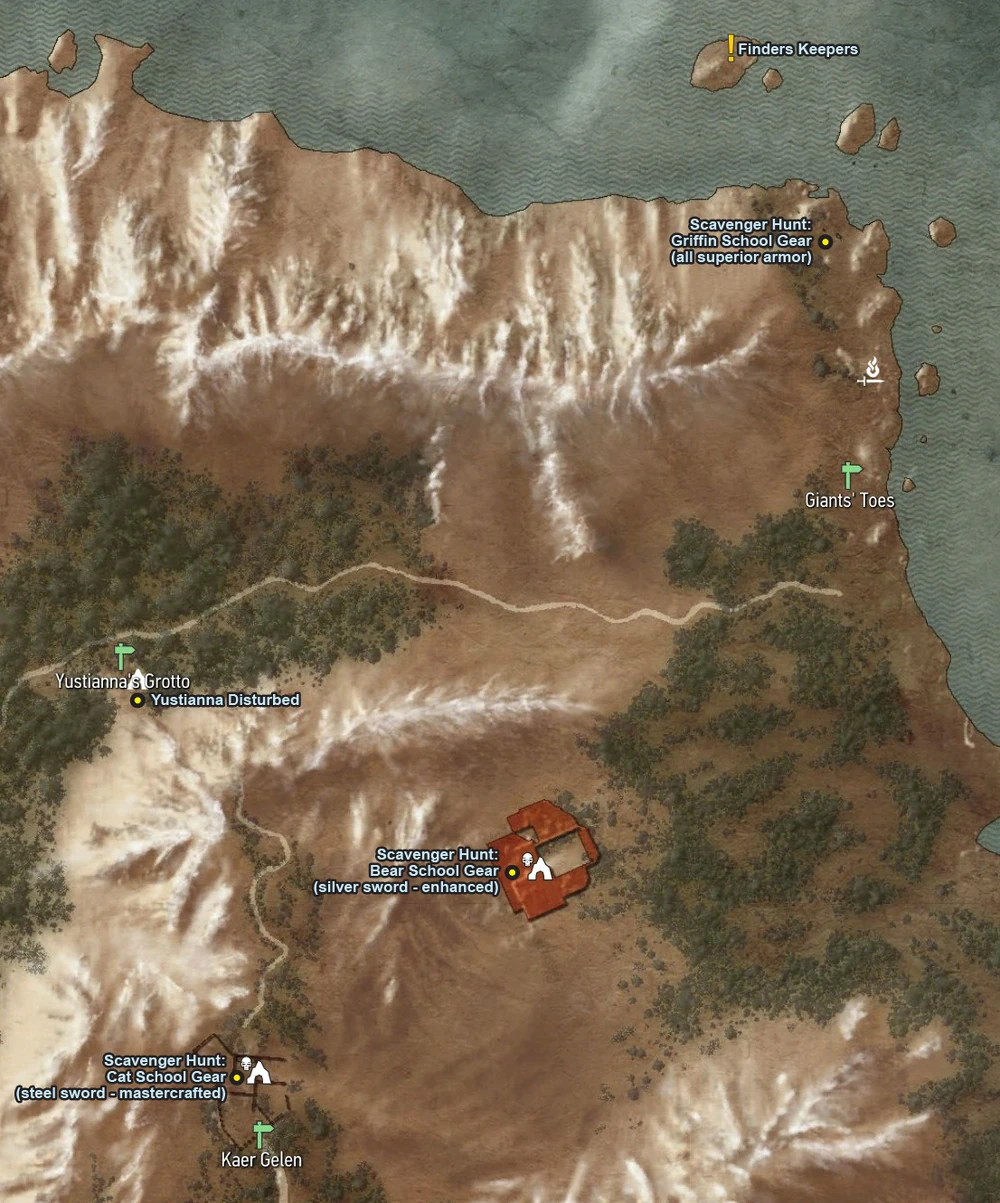 Finders Keepers
Scavenger Hunt:
Griffin School Gear
(all superior armor)
Giants' Toes
Yustianna's Grotto
Yustianna Disturbed
Scavenger Hunt:
Bear School Gear
(silver sword - enhanced)
Scavenger Hunt:
Cat School Gear
(steel sword - mastercrafted)
Kaer Gelen